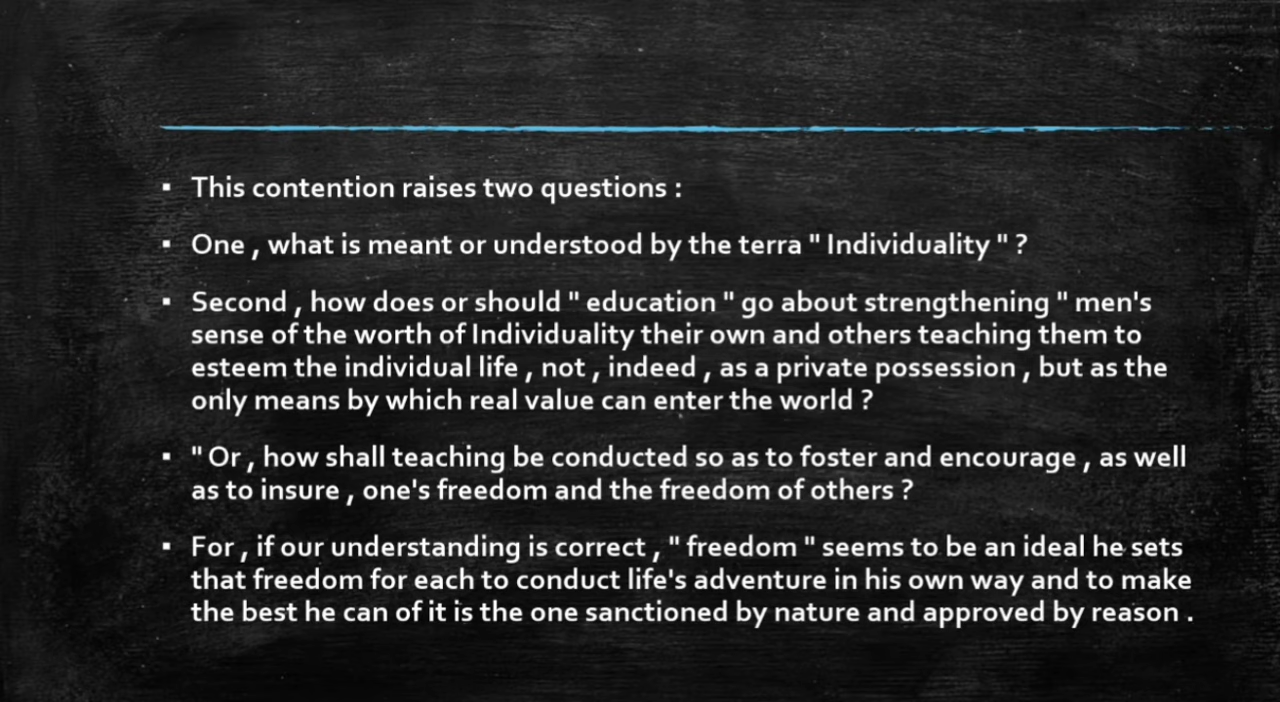 ▪ This contention raises two questions :
▪ One , what is meant or understood by the terra " Individuality " ?
▪ Second , how does or should " education " go about strengthening " men's
sense of the worth of Individuality their own and others teaching them to
esteem the individual life , not , indeed , as a private possession , but as the
only means by which real value can enter the world ?
▪ " Or , how shall teaching be conducted so as to foster and encourage , as well
as to insure , one's freedom and the freedom of others ?
▪ For , if our understanding is correct , " freedom " seems to be an ideal he sets
that freedom for each to conduct life's adventure in his own way and to make
the best he can of it is the one sanctioned by nature and approved by reason .